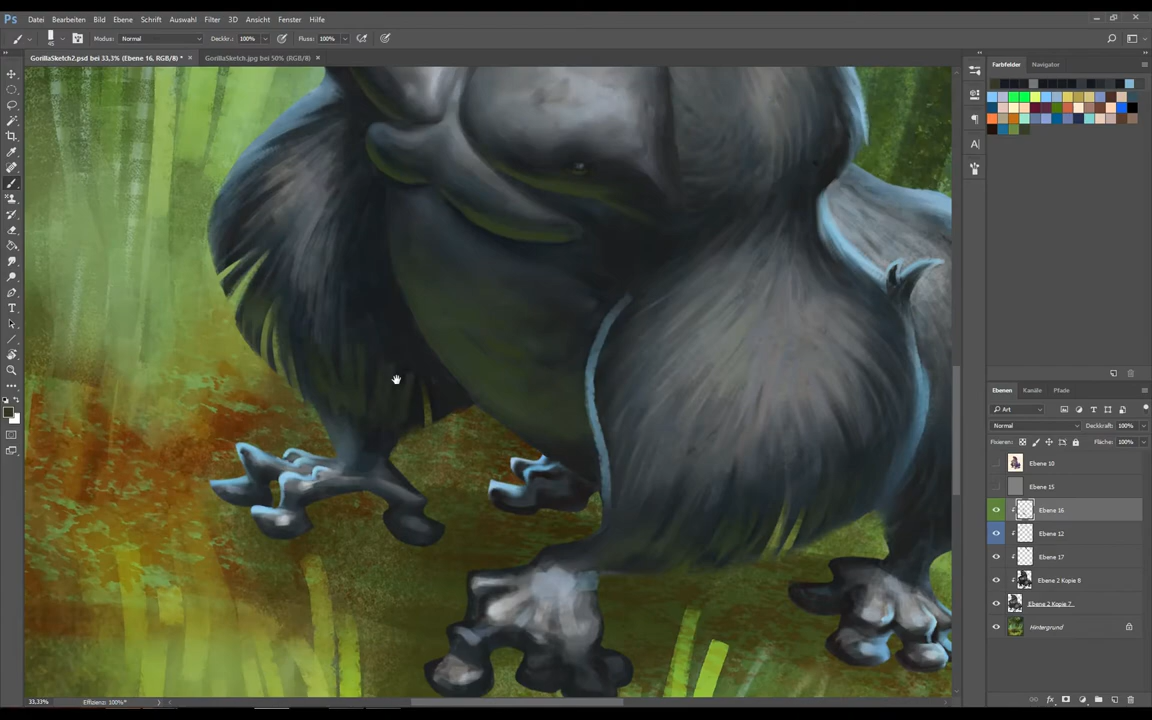 Ps Datei Bearbeiten Bild Ebene Schrift Auswahl Filter 3D Ansicht Fenster Hilfe
45 Modus: Normal Deckkr.: 100% Fluss: 100%
GorillaSketch2.psd bei 33,3% (Ebene 16, RGB/8) * × GorillaSketch.jpg bei 50% (RGB/8) ×
Farbfelder Navigator
Ebenen Kanäle Pfade
Art
Normal Deckkraft: 100%
Fixieren: Fläche: 100%
Ebene 10
Ebene 15
Ebene 16
Ebene 12
Ebene 17
Ebene 2 Kopie 8
Ebene 2 Kopie 7
Hintergrund
33,33% Effizienz: 100%*